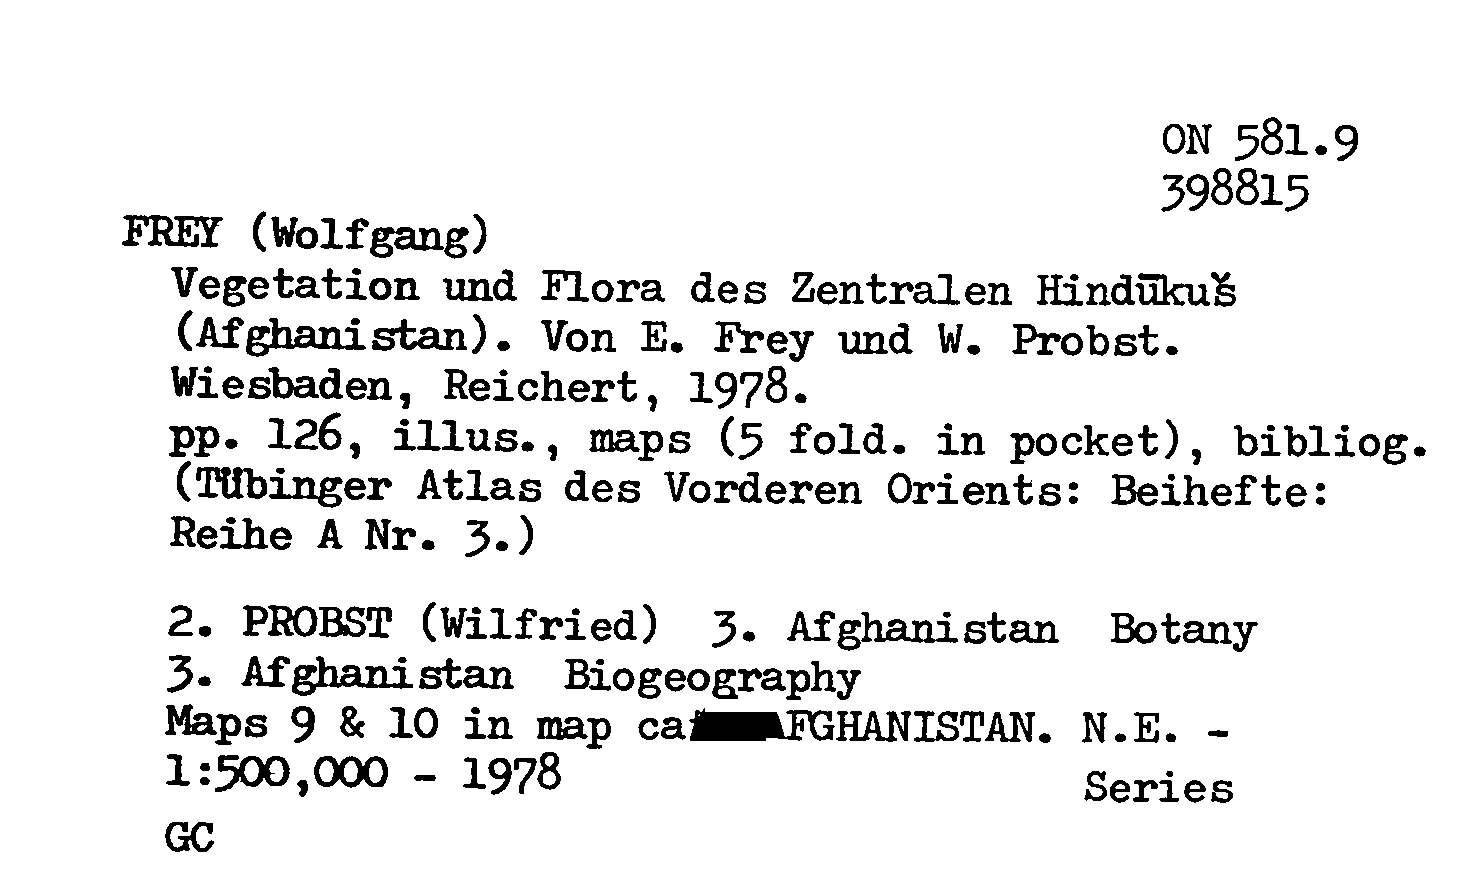 ON 581.9
398815
FREY (Wolfgang)
Vegetation und Flora des Zentralen Hindūkuš
(Afghanistan). Von E. Frey und W. Probst.
Wiesbaden, Reichert, 1978.
pp. 126, illus., maps (5 fold. in pocket), bibliog.
(Tübinger Atlas des Vorderen Orients: Beihefte:
Reihe A Nr. 3.)
2. PROBST (Wilfried) 3. Afghanistan Botany
3. Afghanistan Biogeography
Maps 9 & 10 in map AFGHANISTAN. N.E. -
1:500,000 - 1978
Series
GC